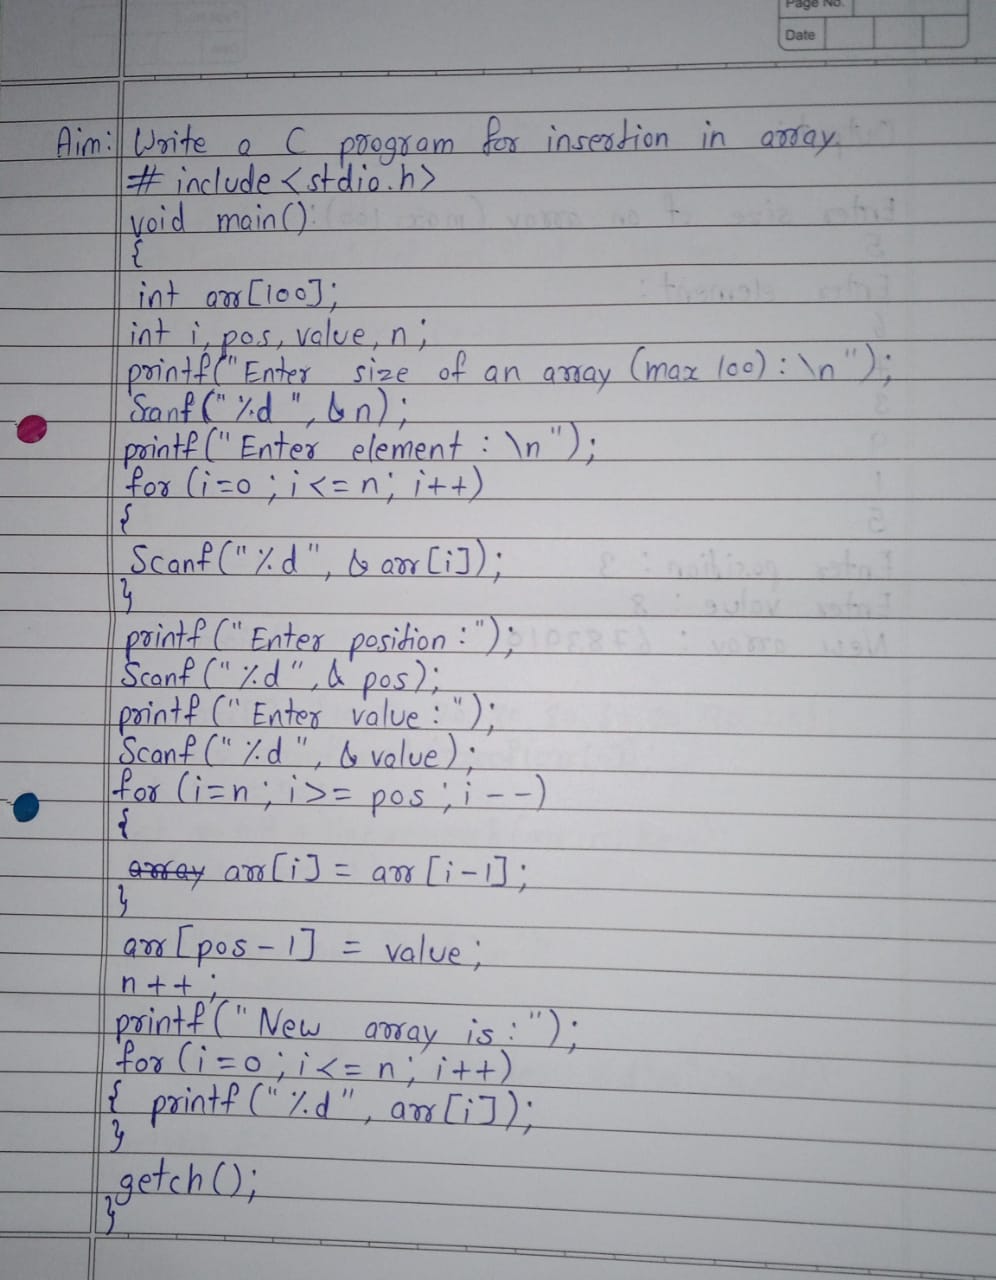 Page No.
Date
Aim: Write a C program for insertion in array.
# include <stdio.h>
void main():
{
int arr[100];
int i, pos, value, n;
printf("Enter size of an array (max 100) : \n");
Sanf("%d", &n);
printf("Enter element : \n");
for (i=0 ; i<=n; i++)
{
Scanf("%d", & arr[i]);
}
printf ("Enter position :");
Scanf ("%d", & pos);
printf ("Enter value : ");
Scanf ("%d", & value);
for (i=n ; i>= pos ; i--)
{
array arr[i] = arr [i-1];
}
arr [pos-1] = value;
n++;
printf("New array is : ");
for (i=0 ; i<=n; i++)
{ printf ("%d", arr[i]);
}
getch();
}